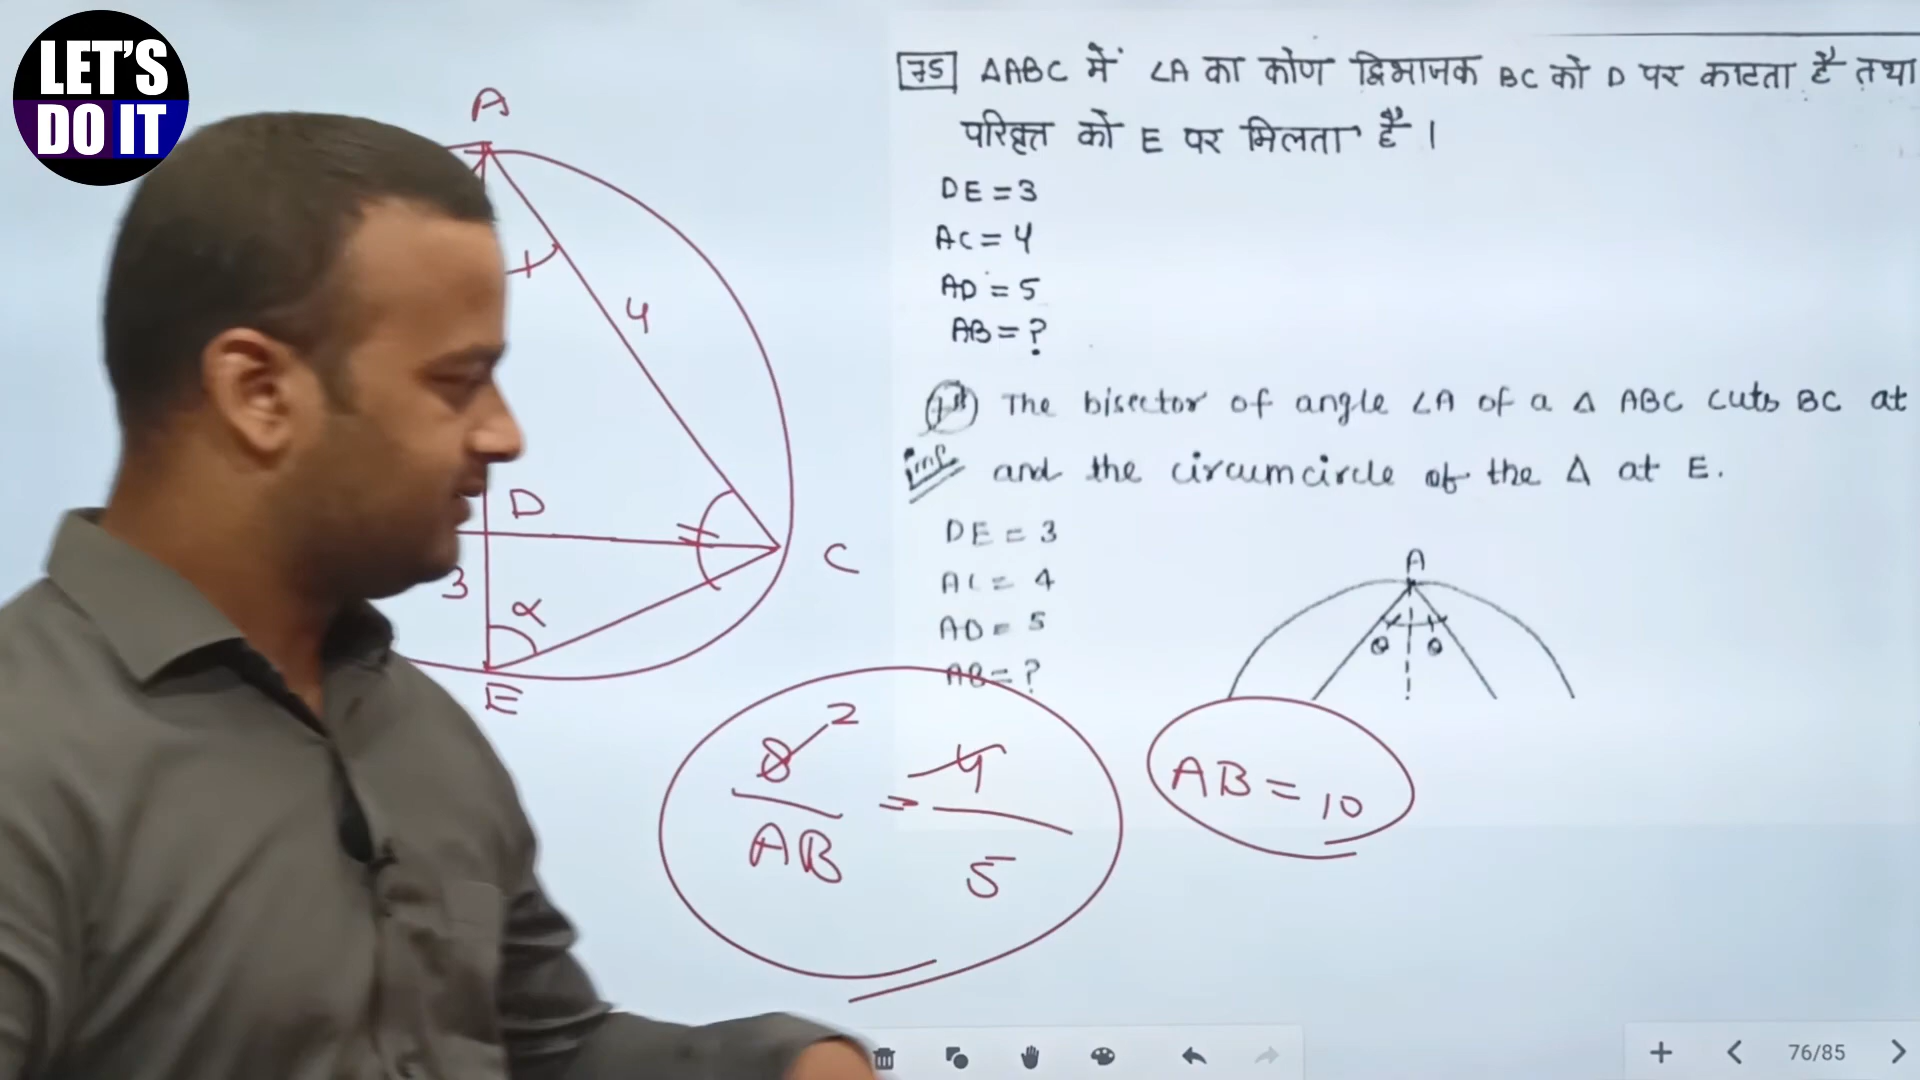 LET'S
DO IT
75 ΔABC में ∠A का कोण द्विभाजक BC को D पर काटता है तथा
परिवृत्त को E पर मिलता है ।
DE = 3
AC = 4
AD = 5
AB = ?
The bisector of angle ∠A of a Δ ABC cuts BC at
imp and the circumcircle of the Δ at E.
DE = 3
AC = 4
AD = 5
AB = ?
A
θ θ
A
4
D
C
3 α
E
8 2
AB
=
4
5
AB = 10
76/85